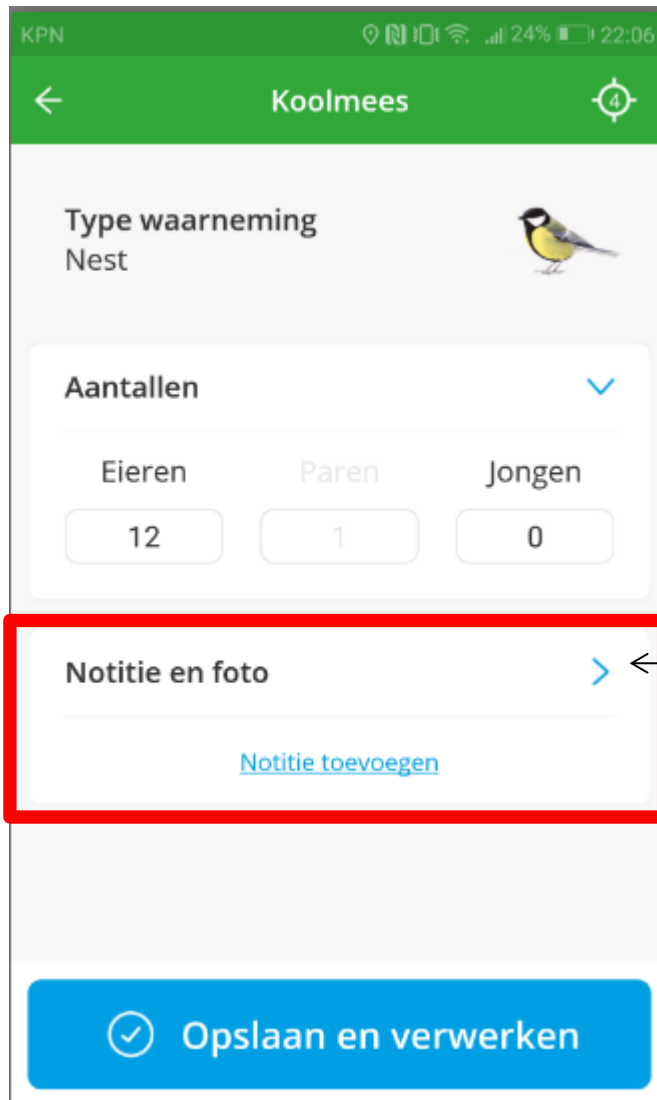 KPN 24% 22:06
Koolmees 4
Type waarneming
Nest
Aantallen
Eieren Paren Jongen
12 1 0
Notitie en foto
Notitie toevoegen
Opslaan en verwerken